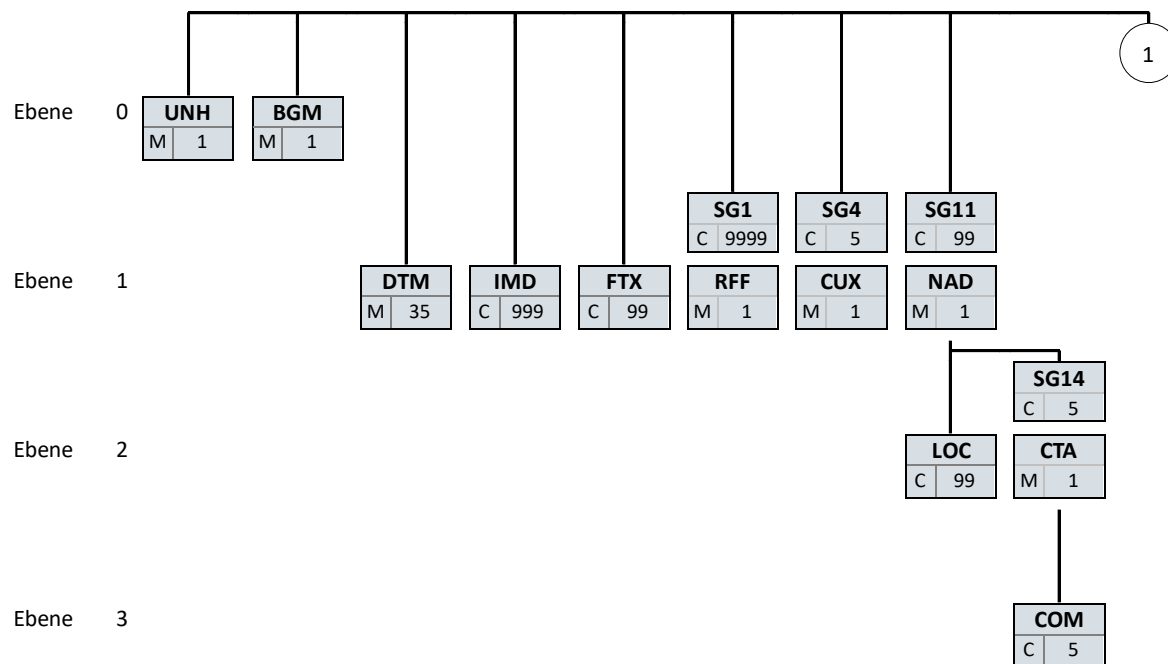 1
Ebene 0 UNH BGM
M 1 M 1
SG1 SG4 SG11
C 9999 C 5 C 99
Ebene 1 DTM IMD FTX RFF CUX NAD
M 35 C 999 C 99 M 1 M 1 M 1
SG14
C 5
Ebene 2 LOC CTA
C 99 M 1
Ebene 3 COM
C 5